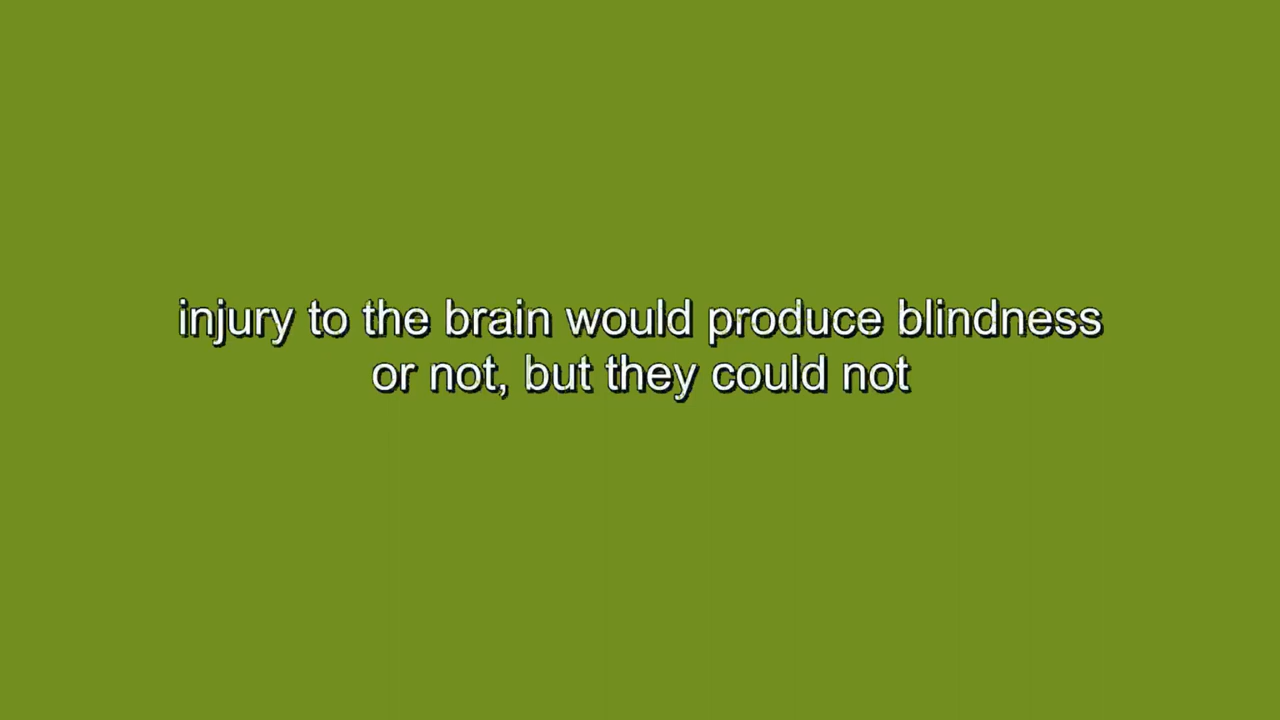 injury to the brain would produce blindness
or not, but they could not